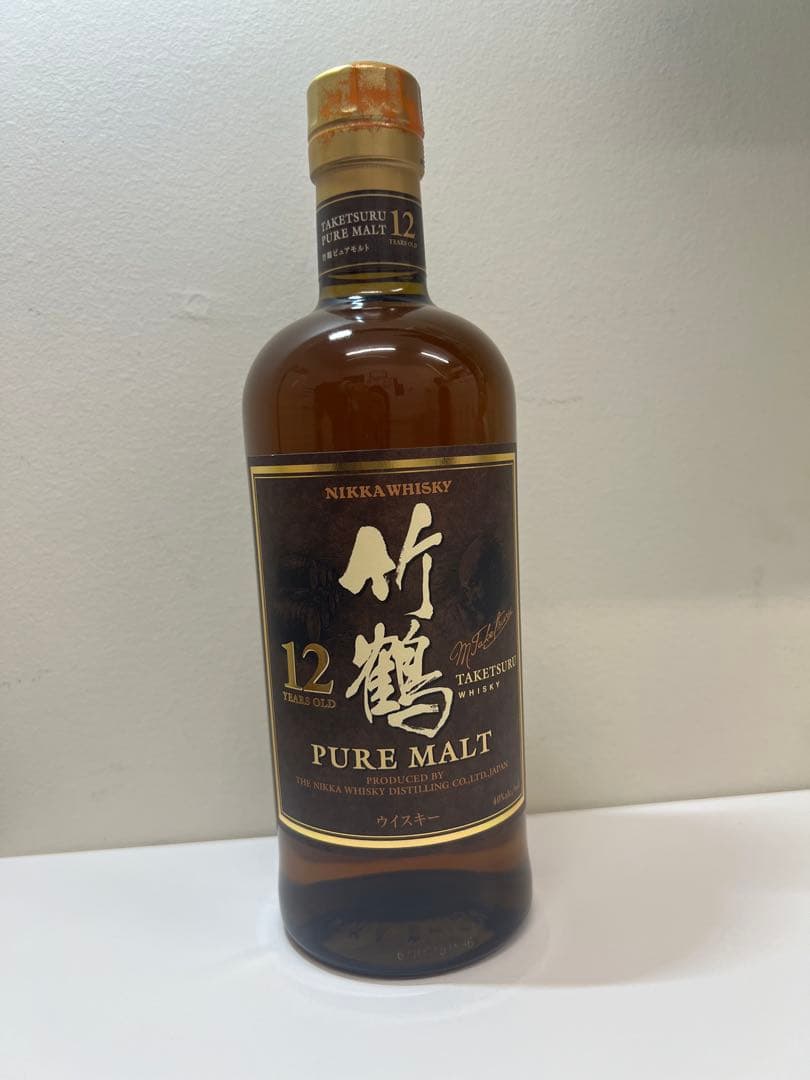 TAKETSURU
PURE MALT
12
YEARS OLD
竹鶴ピュアモルト
NIKKA WHISKY
竹鶴
12
YEARS OLD
M Taketsuru
TAKETSURU
WHISKY
PURE MALT
PRODUCED BY
THE NIKKA WHISKY DISTILLING CO.,LTD.,JAPAN
ウイスキー